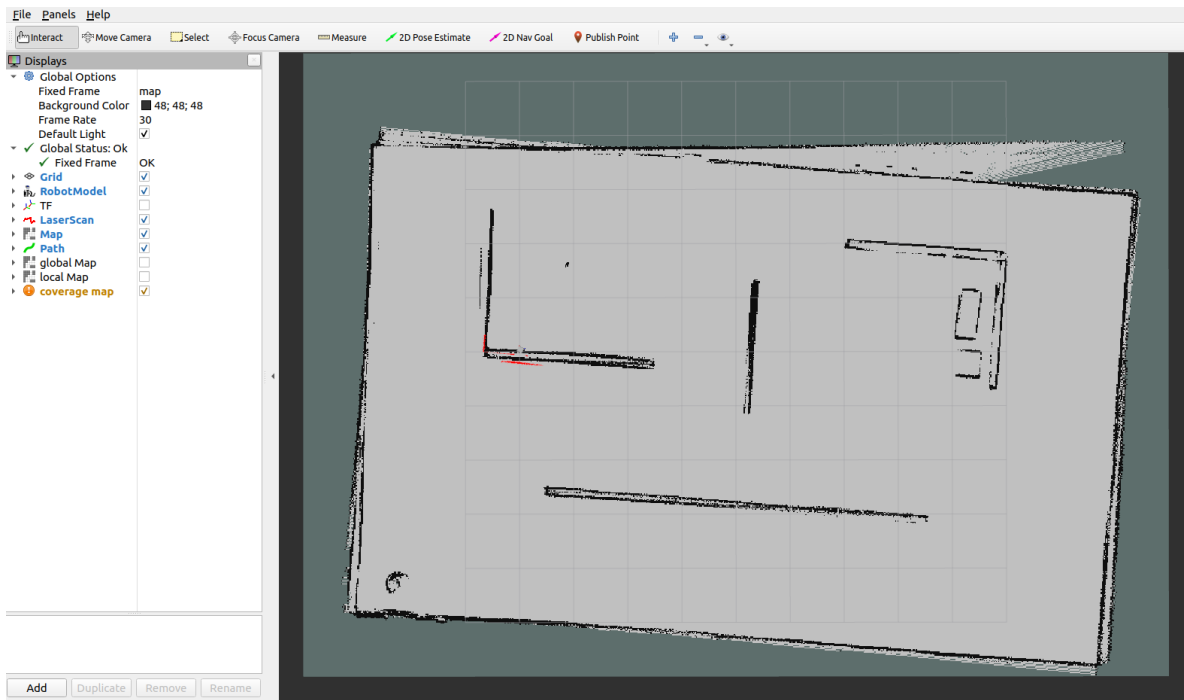 File Panels Help
Interact Move Camera Select Focus Camera Measure 2D Pose Estimate 2D Nav Goal Publish Point
Displays
Global Options
Fixed Frame map
Background Color 48; 48; 48
Frame Rate 30
Default Light
Global Status: Ok
Fixed Frame OK
Grid
RobotModel
TF
LaserScan
Map
Path
global Map
local Map
coverage map
Add Duplicate Remove Rename